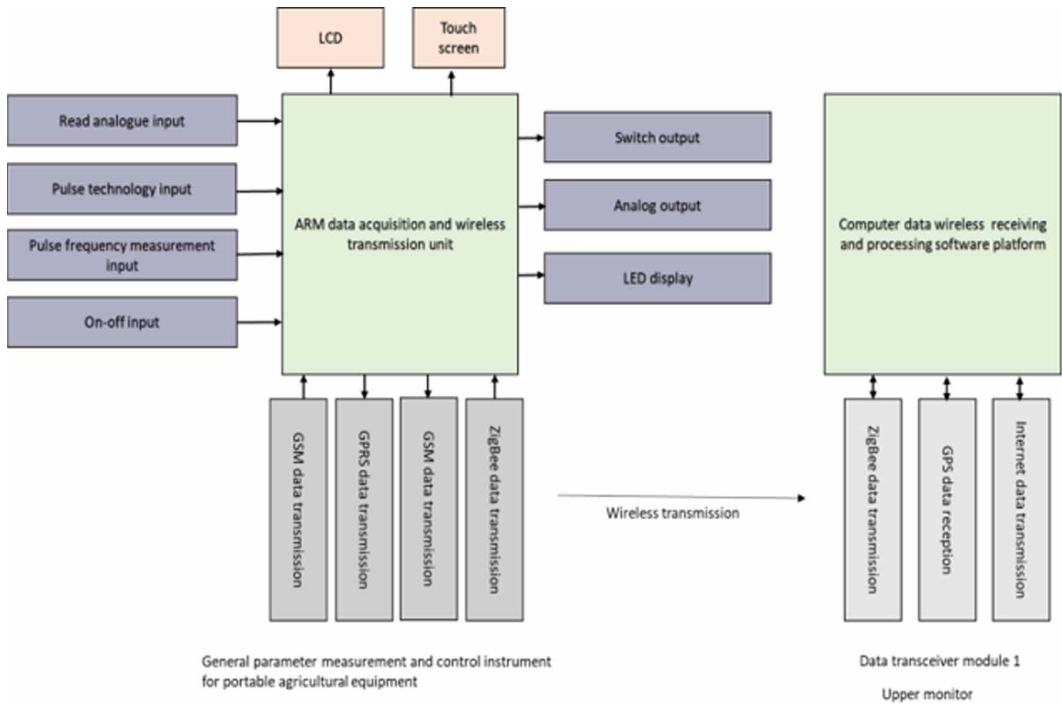 LCD
Touch
screen
Read analogue input
Pulse technology input
Pulse frequency measurement
input
On-off input
ARM data acquisition and wireless
transmission unit
Switch output
Analog output
LED display
Computer data wireless receiving
and processing software platform
GSM data transmission
GPRS data transmission
GSM data transmission
ZigBee data transmission
Wireless transmission
ZigBee data transmission
GPS data reception
Internet data transmission
General parameter measurement and control instrument
for portable agricultural equipment
Data transceiver module 1
Upper monitor